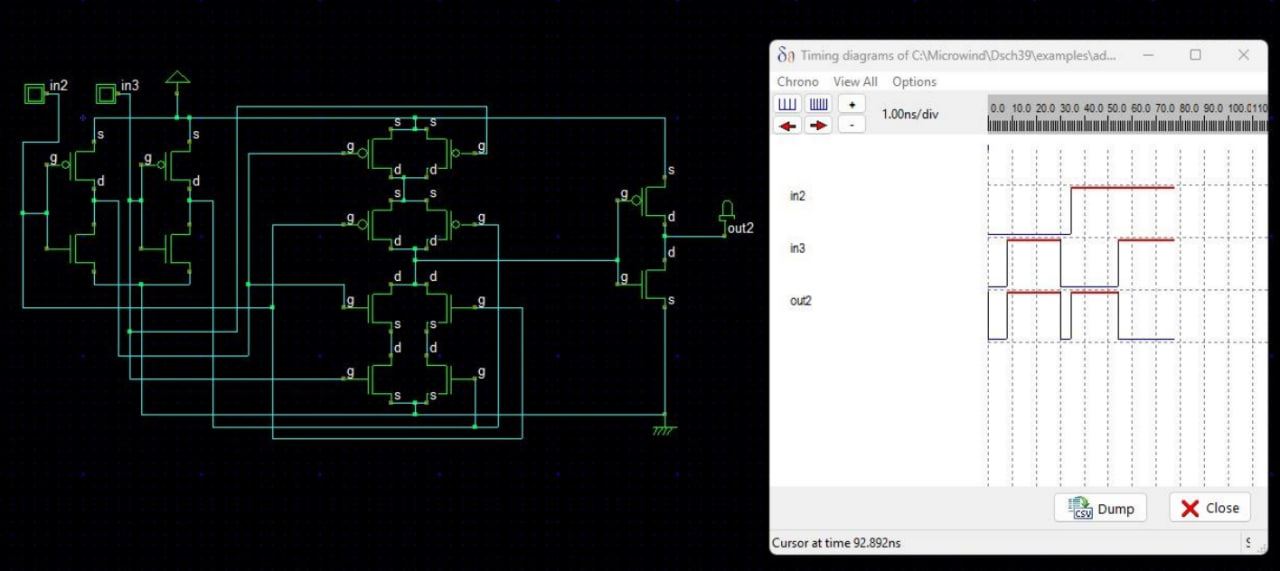 in2
in3
s
s
g
g
d
d
s
s
g
g
d
d
s
s
g
g
d
d
d
d
g
g
s
s
d
d
g
g
s
s
s
g
d
out2
d
g
s
Timing diagrams of C:\Microwind\Dsch39\examples\ad...
Chrono View All Options
+
-
1.00ns/div
0.0 10.0 20.0 30.0 40.0 50.0 60.0 70.0 80.0 90.0 100.0 110
in2
in3
out2
CSV
Dump
Close
Cursor at time 92.892ns